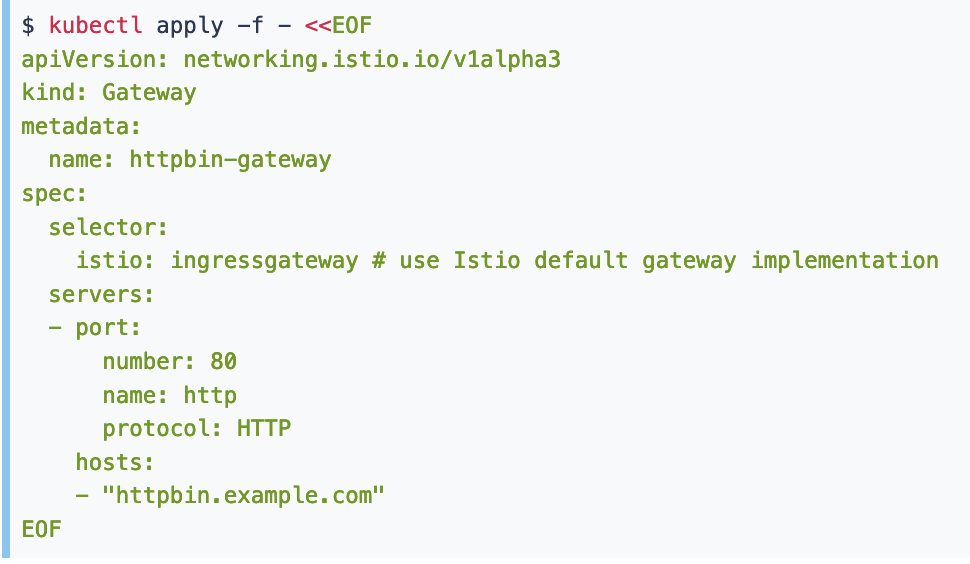 $ kubectl apply -f - <<EOF
apiVersion: networking.istio.io/v1alpha3
kind: Gateway
metadata:
  name: httpbin-gateway
spec:
  selector:
    istio: ingressgateway # use Istio default gateway implementation
  servers:
  - port:
      number: 80
      name: http
      protocol: HTTP
    hosts:
    - "httpbin.example.com"
EOF